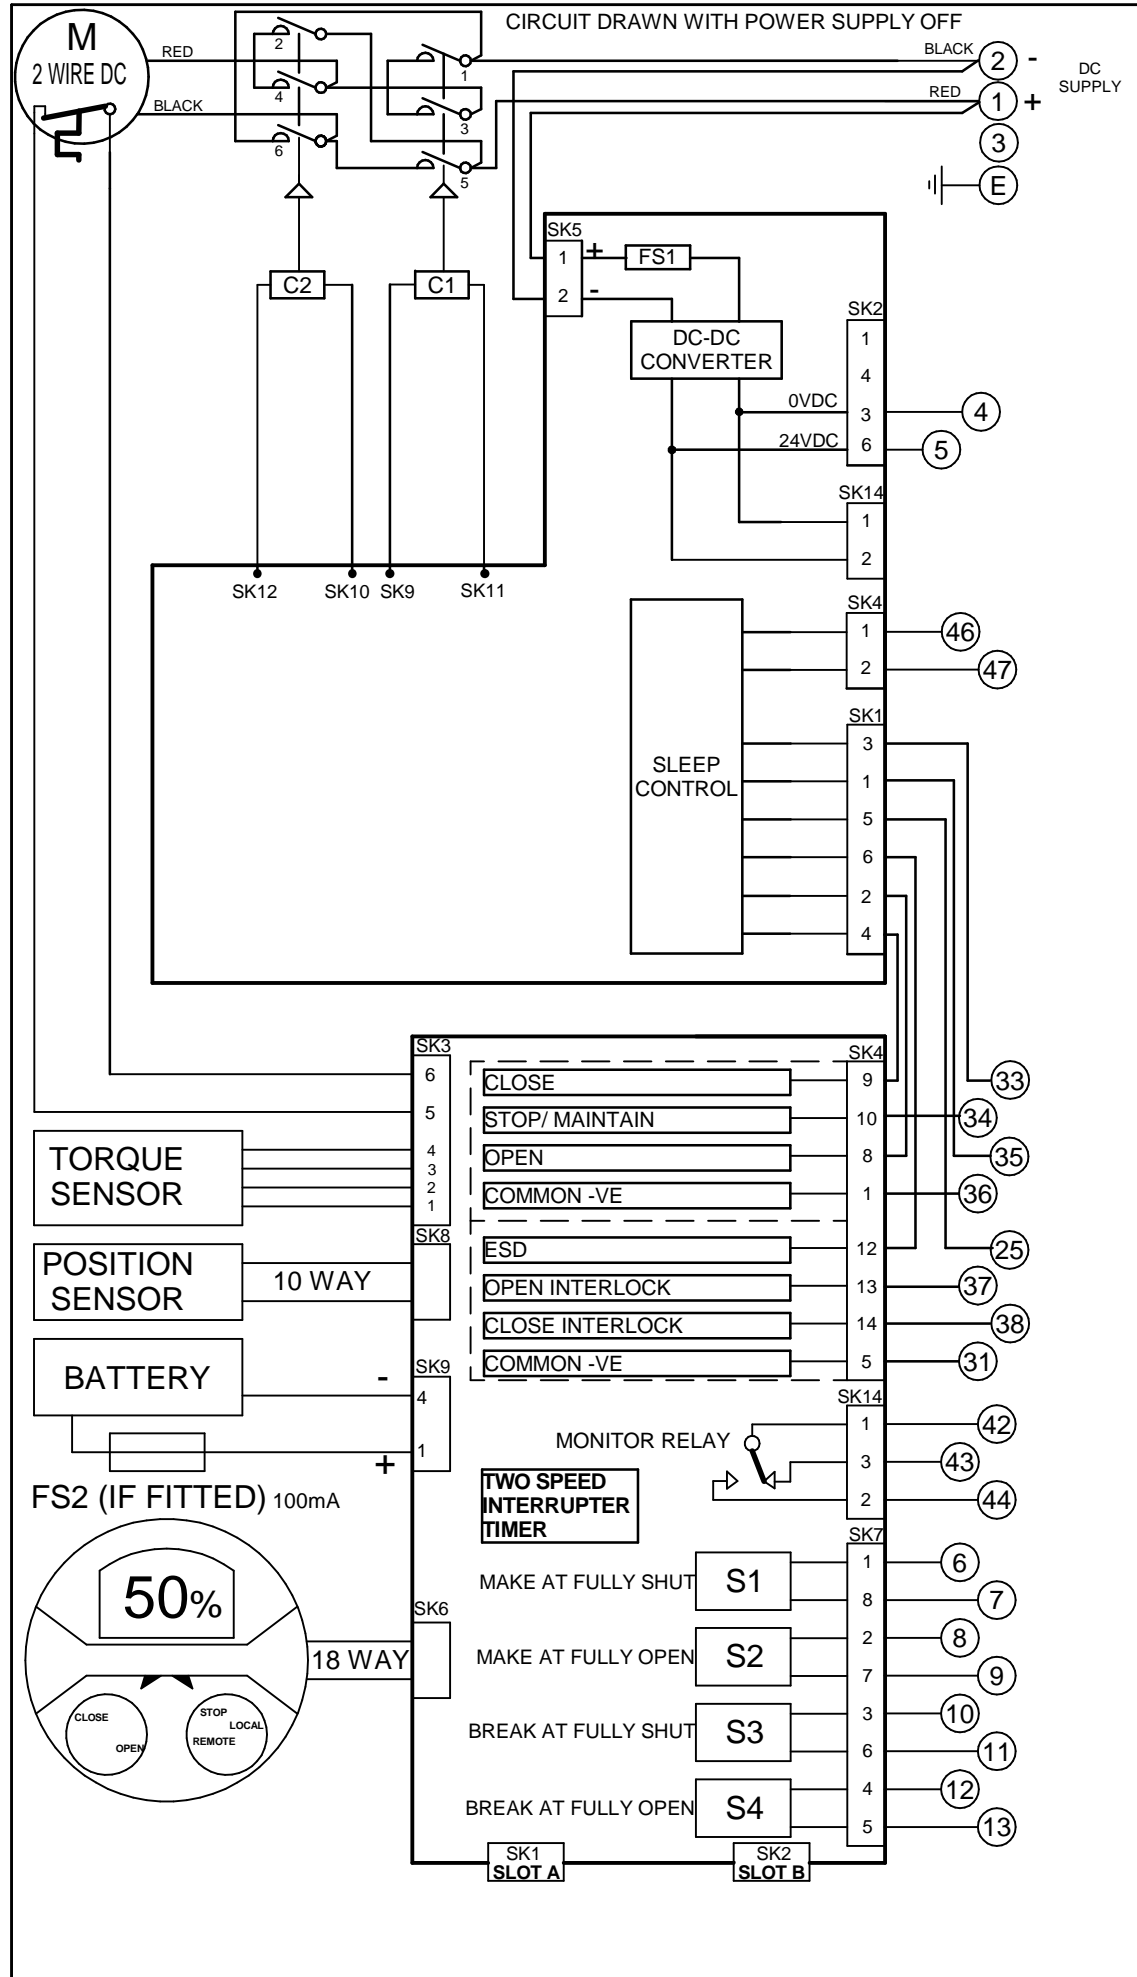 CIRCUIT DRAWN WITH POWER SUPPLY OFF
M
2 WIRE DC
RED
BLACK
2
4
6
1
3
5
BLACK
2 -
RED
1 +
DC
SUPPLY
3
E
C2
C1
SK12
SK10
SK9
SK11
SK5
1 +
2 -
FS1
DC-DC
CONVERTER
0VDC
24VDC
SK2
1
4
3
6
4
5
SK14
1
2
SLEEP
CONTROL
SK4
1
2
46
47
SK1
3
1
5
6
2
4
SK3
6
5
4
3
2
1
TORQUE
SENSOR
SK8
POSITION
SENSOR
10 WAY
SK9
BATTERY
-
4
1
+
FS2 (IF FITTED) 100mA
50%
CLOSE
OPEN
STOP
LOCAL
REMOTE
18 WAY
SK6
SK4
CLOSE 9 33
STOP/ MAINTAIN 10 34
OPEN 8 35
COMMON -VE 1 36
ESD 12 25
OPEN INTERLOCK 13 37
CLOSE INTERLOCK 14 38
COMMON -VE 5 31
SK14
MONITOR RELAY
1 42
3 43
2 44
TWO SPEED
INTERRUPTER
TIMER
SK7
MAKE AT FULLY SHUT S1
1 6
8 7
MAKE AT FULLY OPEN S2
2 8
7 9
BREAK AT FULLY SHUT S3
3 10
6 11
BREAK AT FULLY OPEN S4
4 12
5 13
SK1
SLOT A
SK2
SLOT B